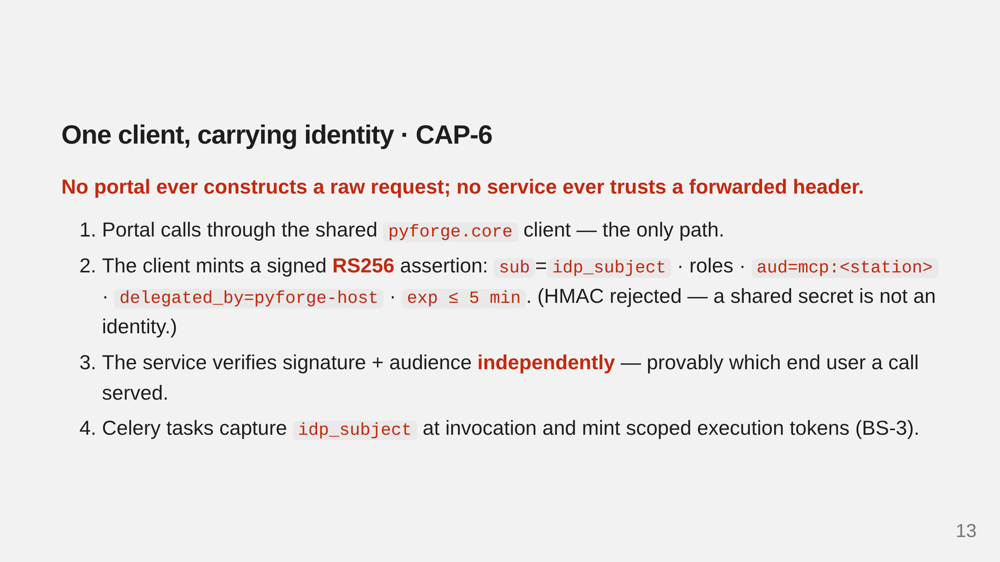 One client, carrying identity · CAP-6
No portal ever constructs a raw request; no service ever trusts a forwarded header.
1. Portal calls through the shared pyforge.core client — the only path.
2. The client mints a signed RS256 assertion: sub=idp_subject · roles · aud=mcp:<station>
· delegated_by=pyforge-host · exp ≤ 5 min. (HMAC rejected — a shared secret is not an
identity.)
3. The service verifies signature + audience independently — provably which end user a call
served.
4. Celery tasks capture idp_subject at invocation and mint scoped execution tokens (BS-3).
13